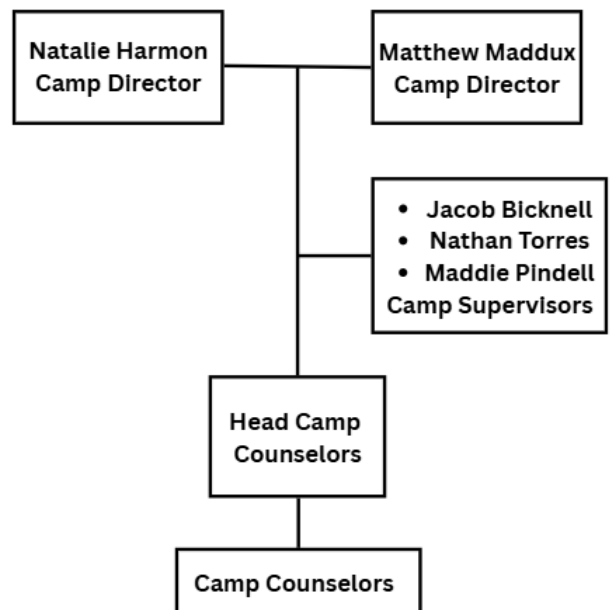 Natalie Harmon
Camp Director
Matthew Maddux
Camp Director
• Jacob Bicknell
• Nathan Torres
• Maddie Pindell
Camp Supervisors
Head Camp
Counselors
Camp Counselors